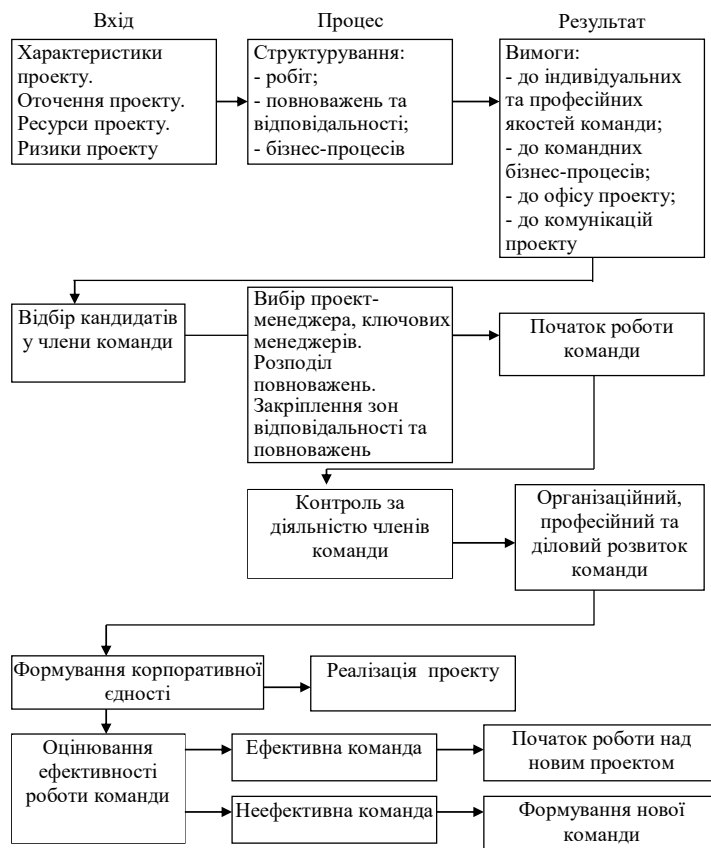 Вхід
Процес
Результат
Характеристики
проекту.
Оточення проекту.
Ресурси проекту.
Ризики проекту
Структурування:
- робіт;
- повноважень та
відповідальності;
- бізнес-процесів
Вимоги:
- до індивідуальних
та професійних
якостей команди;
- до командних
бізнес-процесів;
- до офісу проекту;
- до комунікацій
проекту
Відбір кандидатів
у члени команди
Вибір проект-
менеджера, ключових
менеджерів.
Розподіл
повноважень.
Закріплення зон
відповідальності та
повноважень
Початок роботи
команди
Контроль за
діяльністю членів
команди
Організаційний,
професійний та
діловий розвиток
команди
Формування корпоративної
єдності
Реалізація проекту
Оцінювання
ефективності
роботи команди
Ефективна команда
Початок роботи над
новим проектом
Неефективна команда
Формування нової
команди